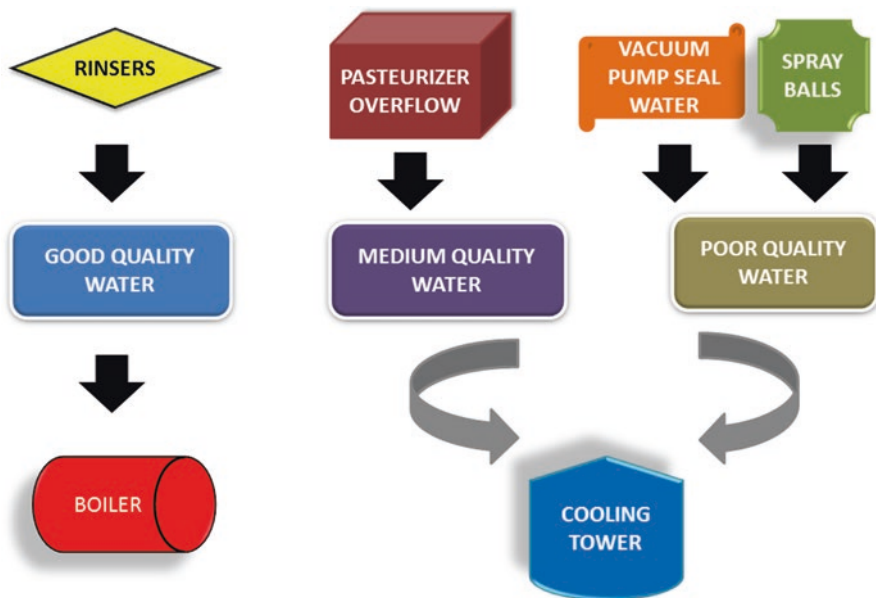 RINSERS
PASTEURIZER
OVERFLOW
VACUUM
PUMP SEAL
WATER
SPRAY
BALLS
GOOD QUALITY
WATER
MEDIUM QUALITY
WATER
POOR QUALITY
WATER
BOILER
COOLING
TOWER